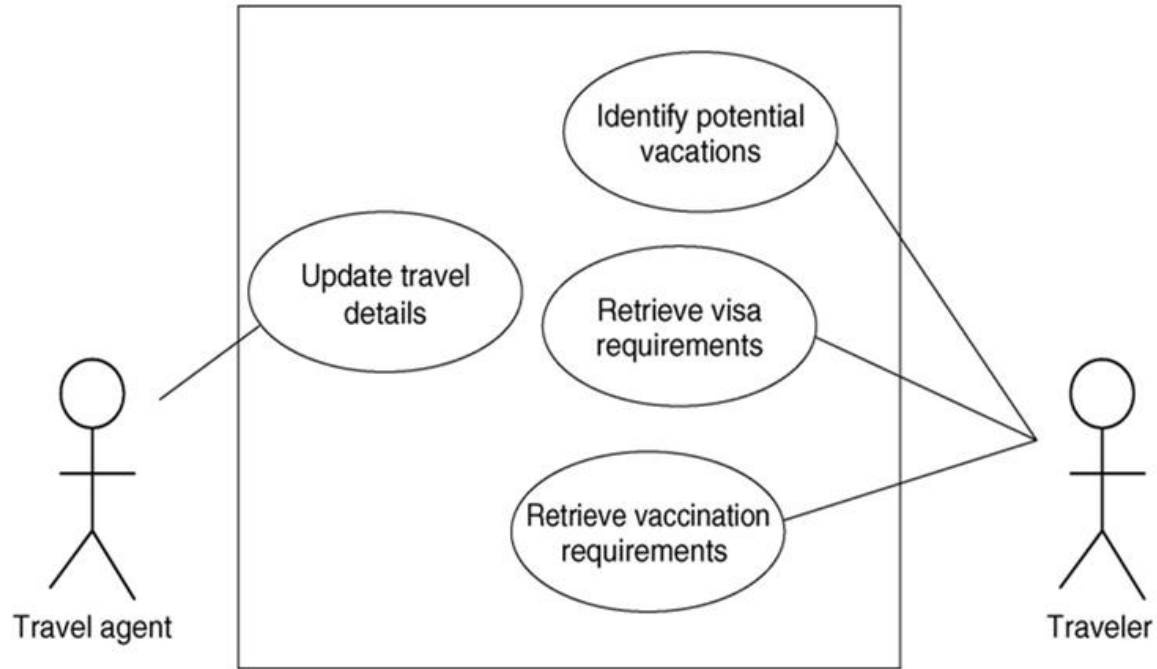 Identify potential
vacations
Update travel
details
Retrieve visa
requirements
Retrieve vaccination
requirements
Travel agent
Traveler